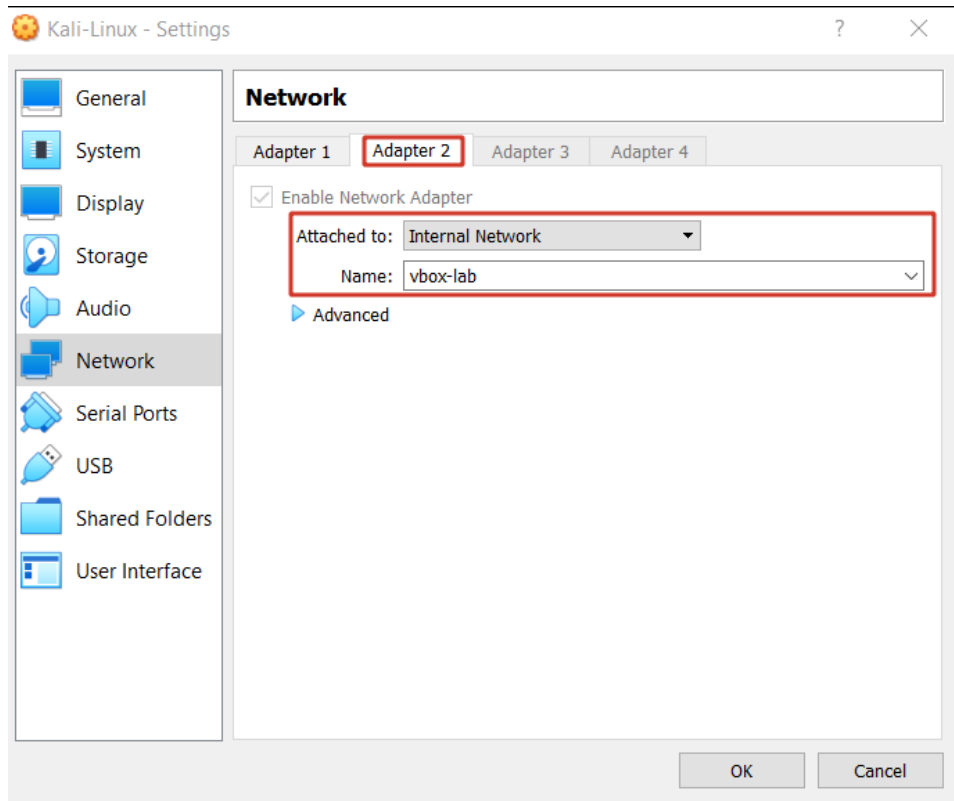 Kali-Linux - Settings
?
General
System
Display
Storage
Audio
Network
Serial Ports
USB
Shared Folders
User Interface
Network
Adapter 1
Adapter 2
Adapter 3
Adapter 4
Enable Network Adapter
Attached to: Internal Network
Name: vbox-lab
Advanced
OK
Cancel